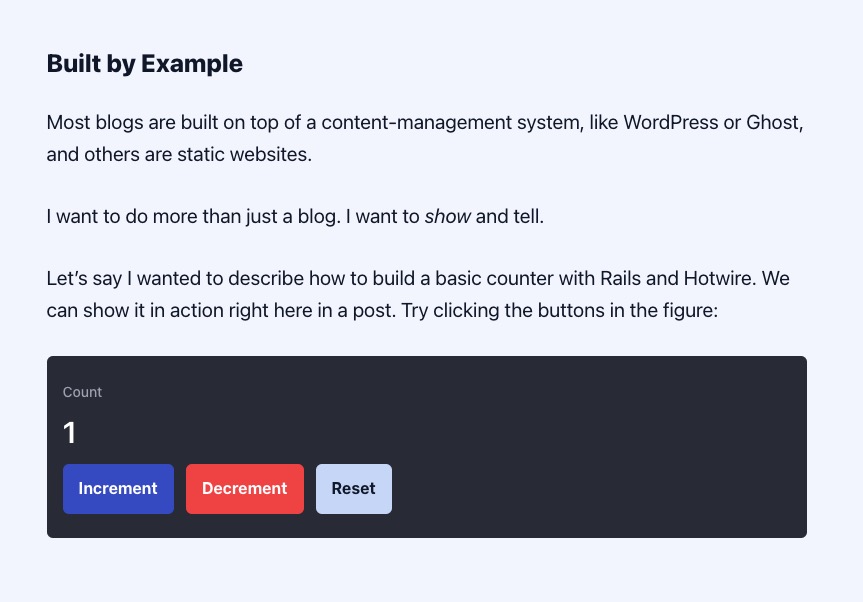 Built by Example
Most blogs are built on top of a content-management system, like WordPress or Ghost,
and others are static websites.
I want to do more than just a blog. I want to show and tell.
Let’s say I wanted to describe how to build a basic counter with Rails and Hotwire. We
can show it in action right here in a post. Try clicking the buttons in the figure:
Count
1
Increment Decrement Reset